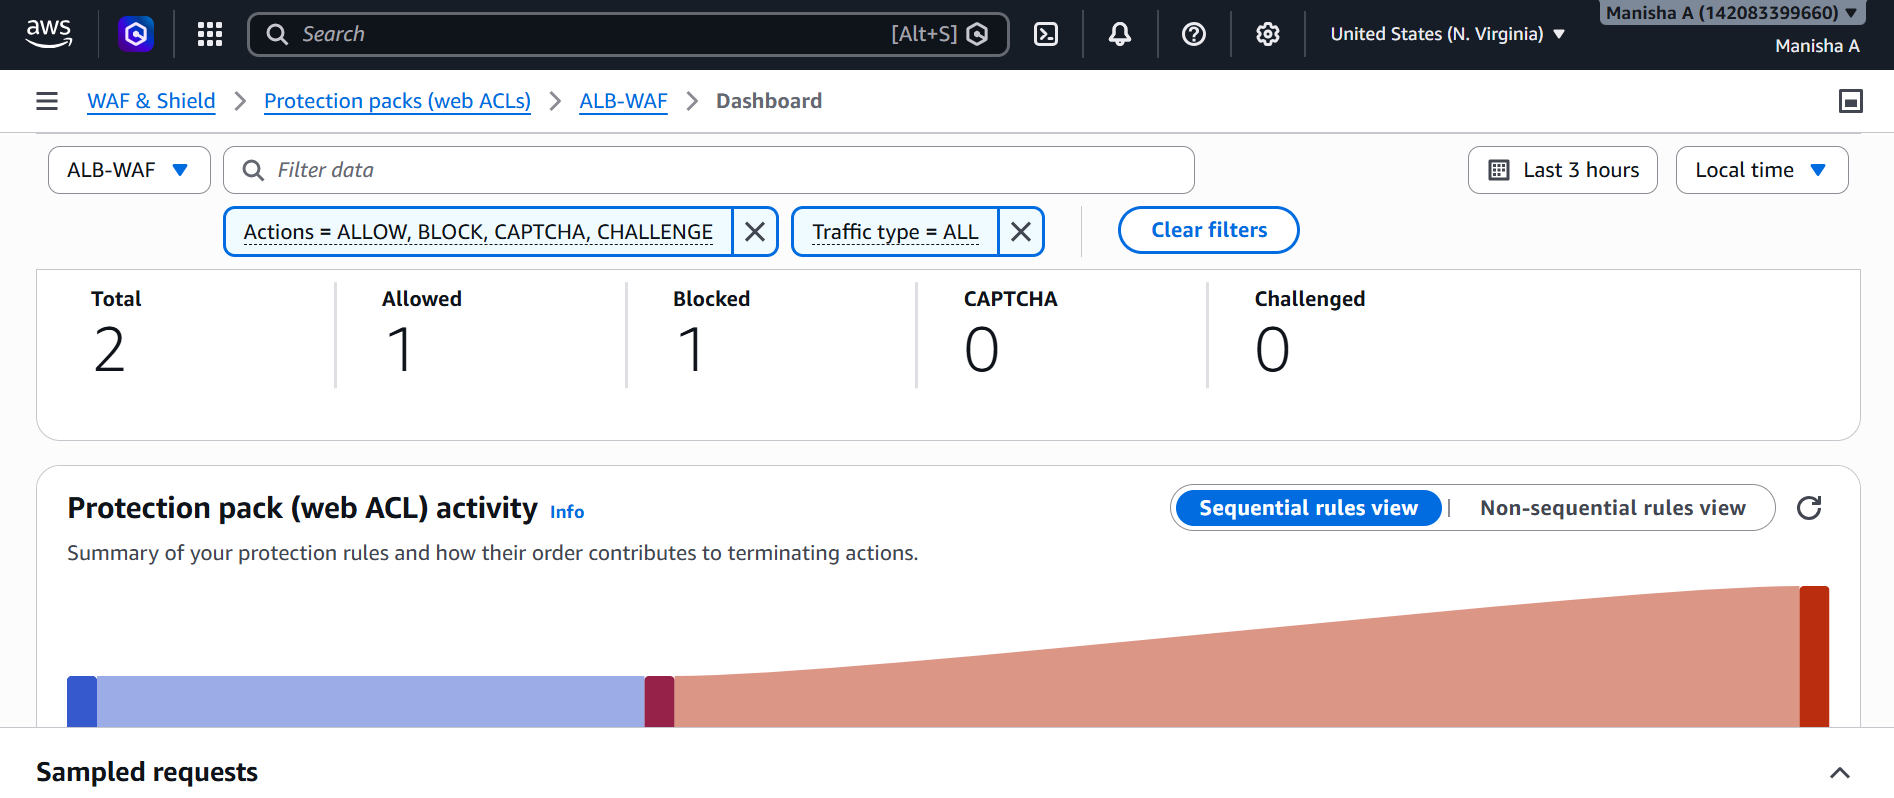 aws
Search
[Alt+S]
United States (N. Virginia)
Manisha A (142083399660)
Manisha A
WAF & Shield
Protection packs (web ACLs)
ALB-WAF
Dashboard
ALB-WAF
Filter data
Last 3 hours
Local time
Actions = ALLOW, BLOCK, CAPTCHA, CHALLENGE
Traffic type = ALL
Clear filters
Total
2
Allowed
1
Blocked
1
CAPTCHA
0
Challenged
0
Protection pack (web ACL) activity Info
Sequential rules view
Non-sequential rules view
Summary of your protection rules and how their order contributes to terminating actions.
Sampled requests